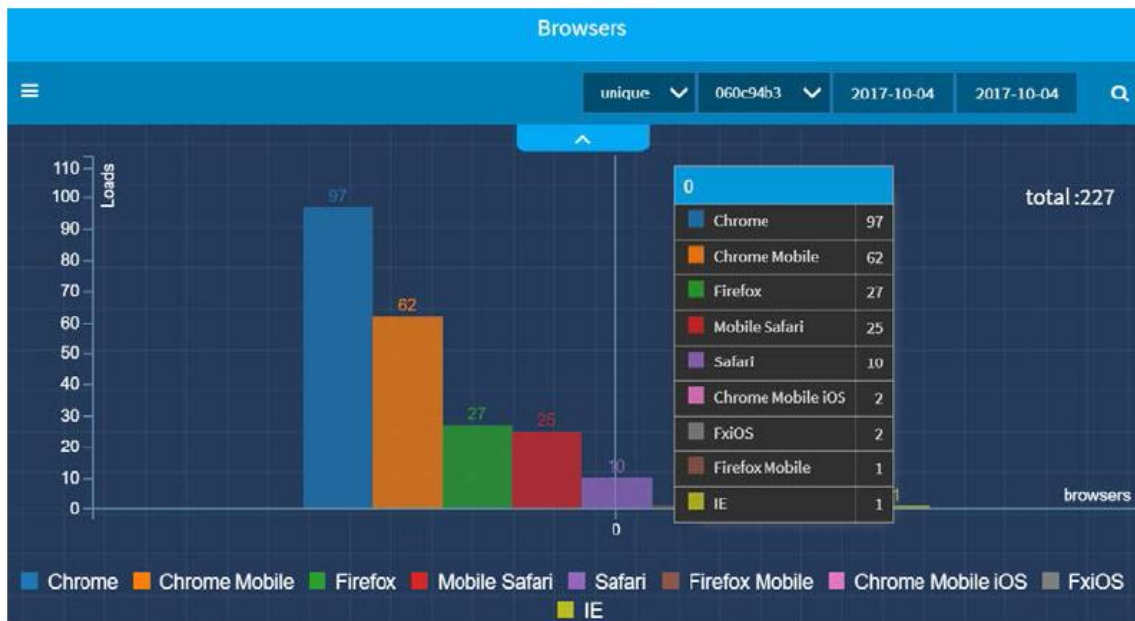 Browsers
unique 060c94b3 2017-10-04 2017-10-04
Loads
110
100
90
80
70
60
50
40
30
20
10
0
97
62
27
25
10
1
0
browsers
total :227
0
Chrome 97
Chrome Mobile 62
Firefox 27
Mobile Safari 25
Safari 10
Chrome Mobile iOS 2
FxiOS 2
Firefox Mobile 1
IE 1
Chrome Chrome Mobile Firefox Mobile Safari Safari Firefox Mobile Chrome Mobile iOS FxiOS
IE